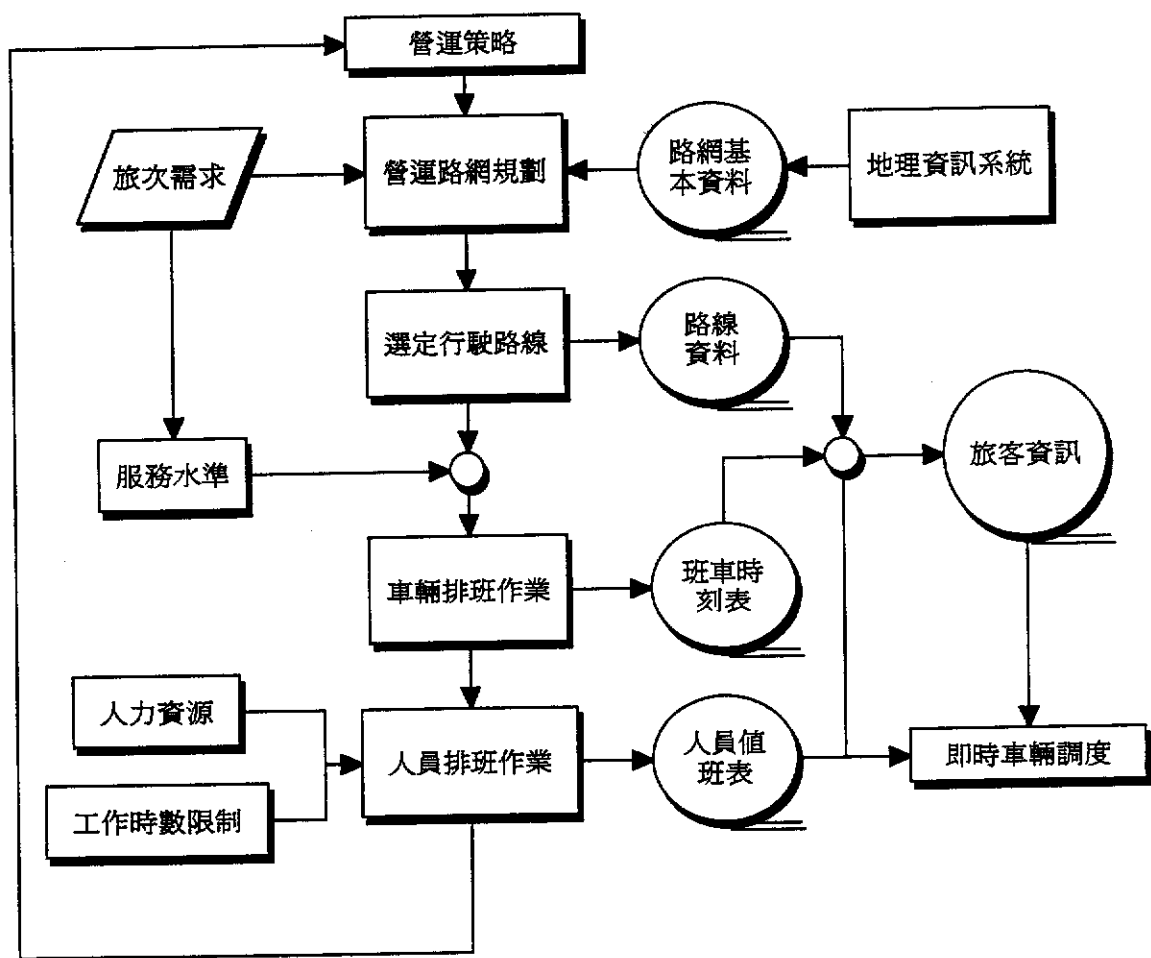 營運策略
旅次需求
營運路網規劃
路網基
本資料
地理資訊系統
選定行駛路線
路線
資料
服務水準
旅客資訊
車輛排班作業
班車時
刻表
人力資源
人員排班作業
人員值
班表
即時車輛調度
工作時數限制